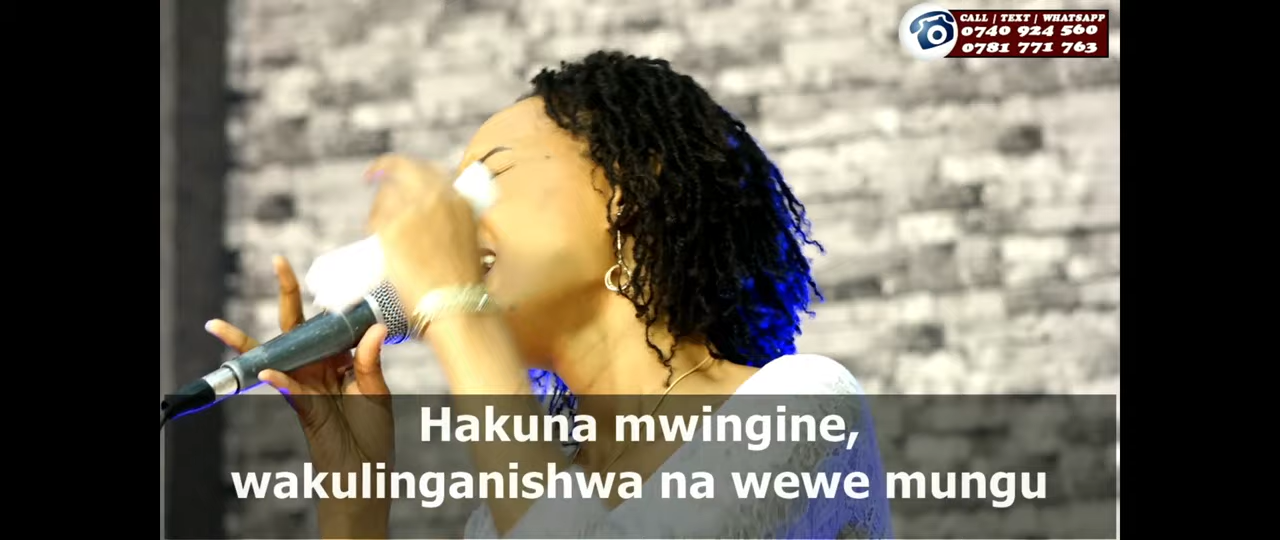 CALL | TEXT | WHATSAPP
0740 924 560
0781 771 763
Hakuna mwingine,
wakulinganishwa na wewe mungu